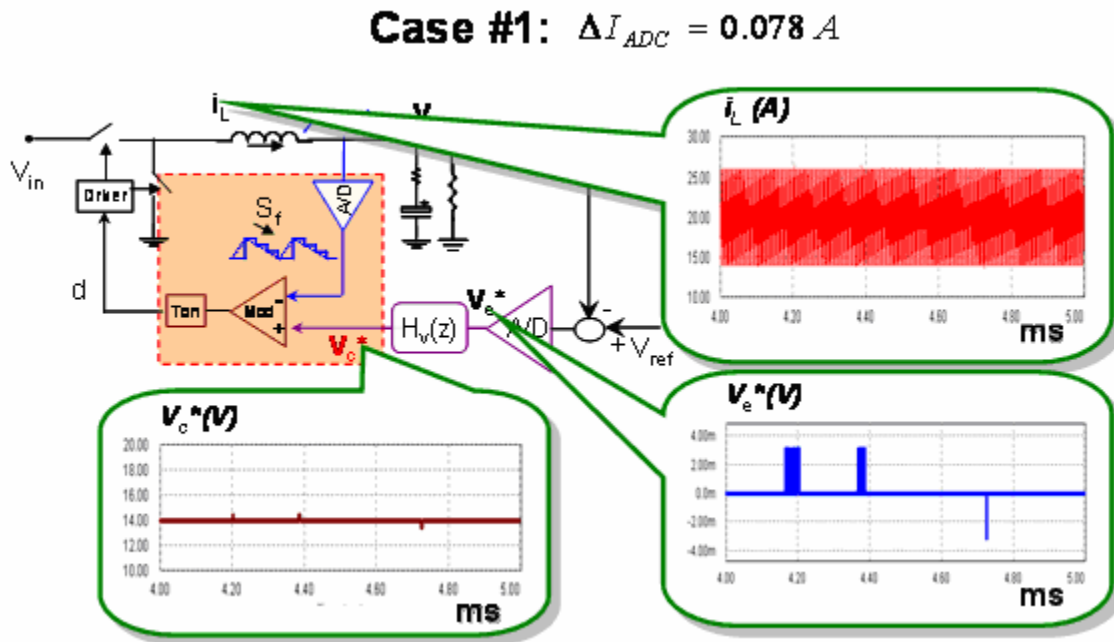 Case #1: ΔI_ADC = 0.078 A
i_L
V
V_in
Driver
A/D
S_f
d
Ton
Mod
-
+
V_c*
H_v(z)
V_e*
A/D
-
+
V_ref
i_L (A)
30.00
25.00
20.00
15.00
10.00
4.00 4.20 4.40 4.60 4.80 5.00
ms
V_c*(V)
20.00
18.00
16.00
14.00
12.00
10.00
4.00 4.20 4.40 4.60 4.80 5.00
ms
V_e*(V)
4.00m
2.00m
0.0m
-2.00m
-4.00m
4.00 4.20 4.40 4.60 4.80 5.00
ms